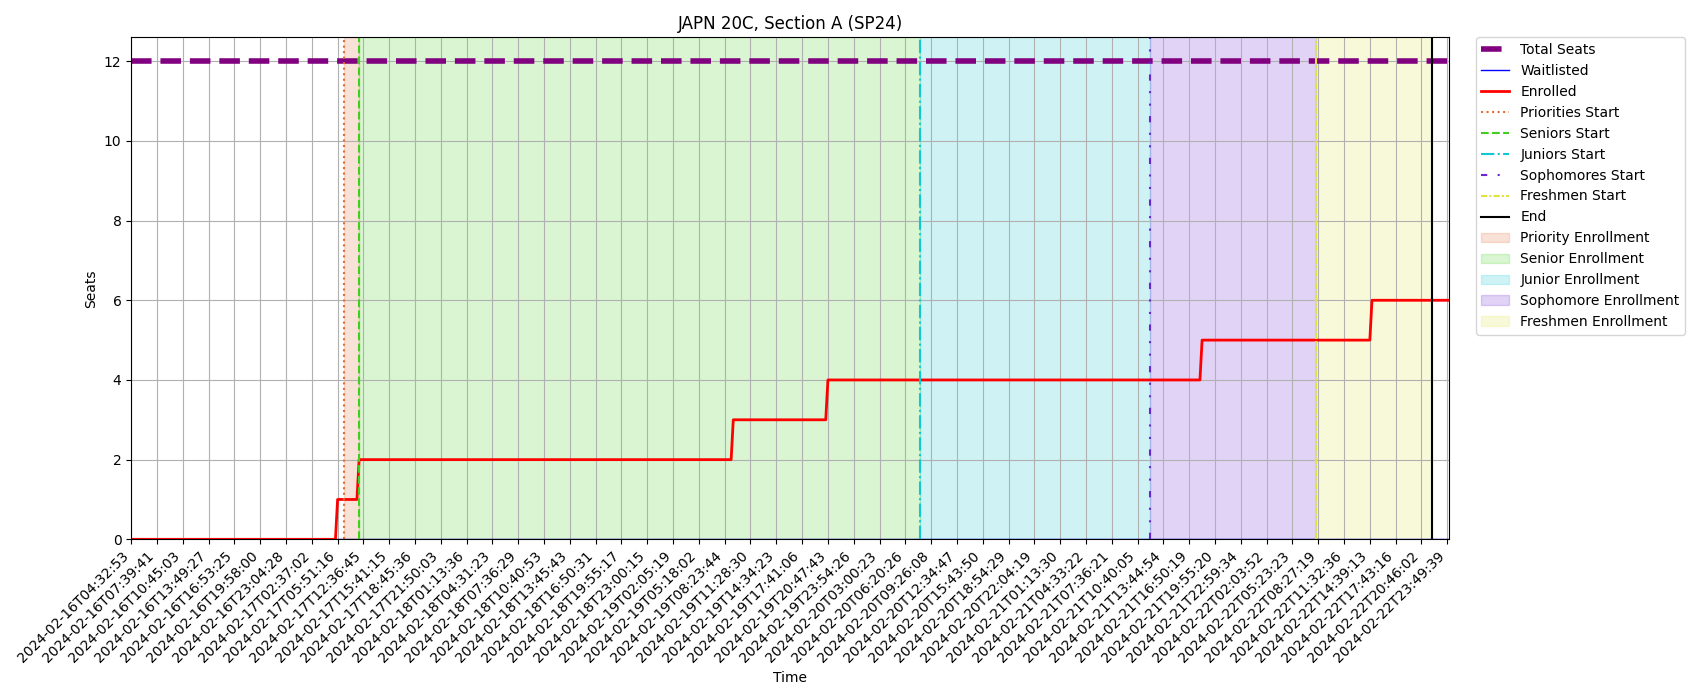 JAPN 20C, Section A (SP24)
12
10
8
6
4
2
0
Seats
2024-02-16T04:32:53
2024-02-16T07:39:41
2024-02-16T10:45:03
2024-02-16T13:49:27
2024-02-16T16:53:25
2024-02-16T19:58:00
2024-02-16T23:04:28
2024-02-17T02:37:02
2024-02-17T05:51:16
2024-02-17T12:36:45
2024-02-17T15:41:15
2024-02-17T18:45:36
2024-02-17T21:50:03
2024-02-18T01:13:36
2024-02-18T04:31:23
2024-02-18T07:36:29
2024-02-18T10:40:53
2024-02-18T13:45:43
2024-02-18T16:50:31
2024-02-18T19:55:17
2024-02-18T23:00:15
2024-02-19T02:05:19
2024-02-19T05:18:02
2024-02-19T08:23:44
2024-02-19T11:28:30
2024-02-19T14:34:23
2024-02-19T17:41:06
2024-02-19T20:47:43
2024-02-19T23:54:26
2024-02-20T03:00:23
2024-02-20T06:20:26
2024-02-20T09:26:08
2024-02-20T12:34:47
2024-02-20T15:43:50
2024-02-20T18:54:29
2024-02-20T22:04:19
2024-02-21T01:13:30
2024-02-21T04:33:22
2024-02-21T07:36:21
2024-02-21T10:40:05
2024-02-21T13:44:54
2024-02-21T16:50:19
2024-02-21T19:55:20
2024-02-21T22:59:34
2024-02-22T02:03:52
2024-02-22T05:23:23
2024-02-22T08:27:19
2024-02-22T11:32:36
2024-02-22T14:39:13
2024-02-22T17:43:16
2024-02-22T20:46:02
2024-02-22T23:49:39
Time
Total Seats
Waitlisted
Enrolled
Priorities Start
Seniors Start
Juniors Start
Sophomores Start
Freshmen Start
End
Priority Enrollment
Senior Enrollment
Junior Enrollment
Sophomore Enrollment
Freshmen Enrollment